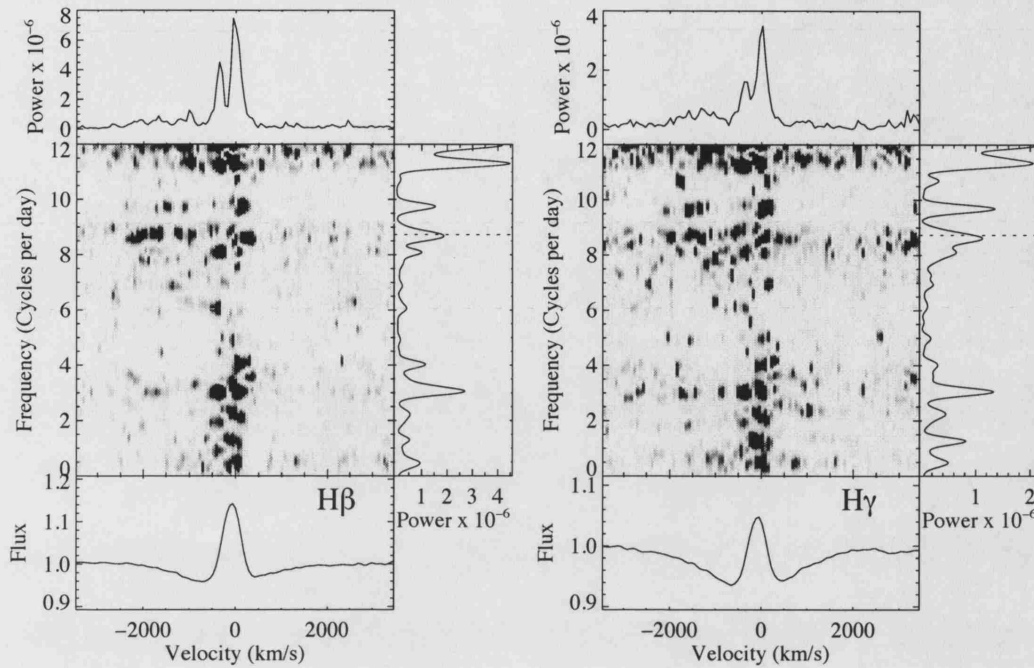 Power x 10⁻⁶
8
6
4
2
0
Frequency (Cycles per day)
12
10
8
6
4
2
0
1 2 3 4
Power x 10⁻⁶
Hβ
Flux
1.2
1.1
1.0
0.9
−2000 0 2000
Velocity (km/s)
Power x 10⁻⁶
4
2
0
Frequency (Cycles per day)
12
10
8
6
4
2
0
1 2
Power x 10⁻⁶
Hγ
Flux
1.1
1.0
0.9
−2000 0 2000
Velocity (km/s)